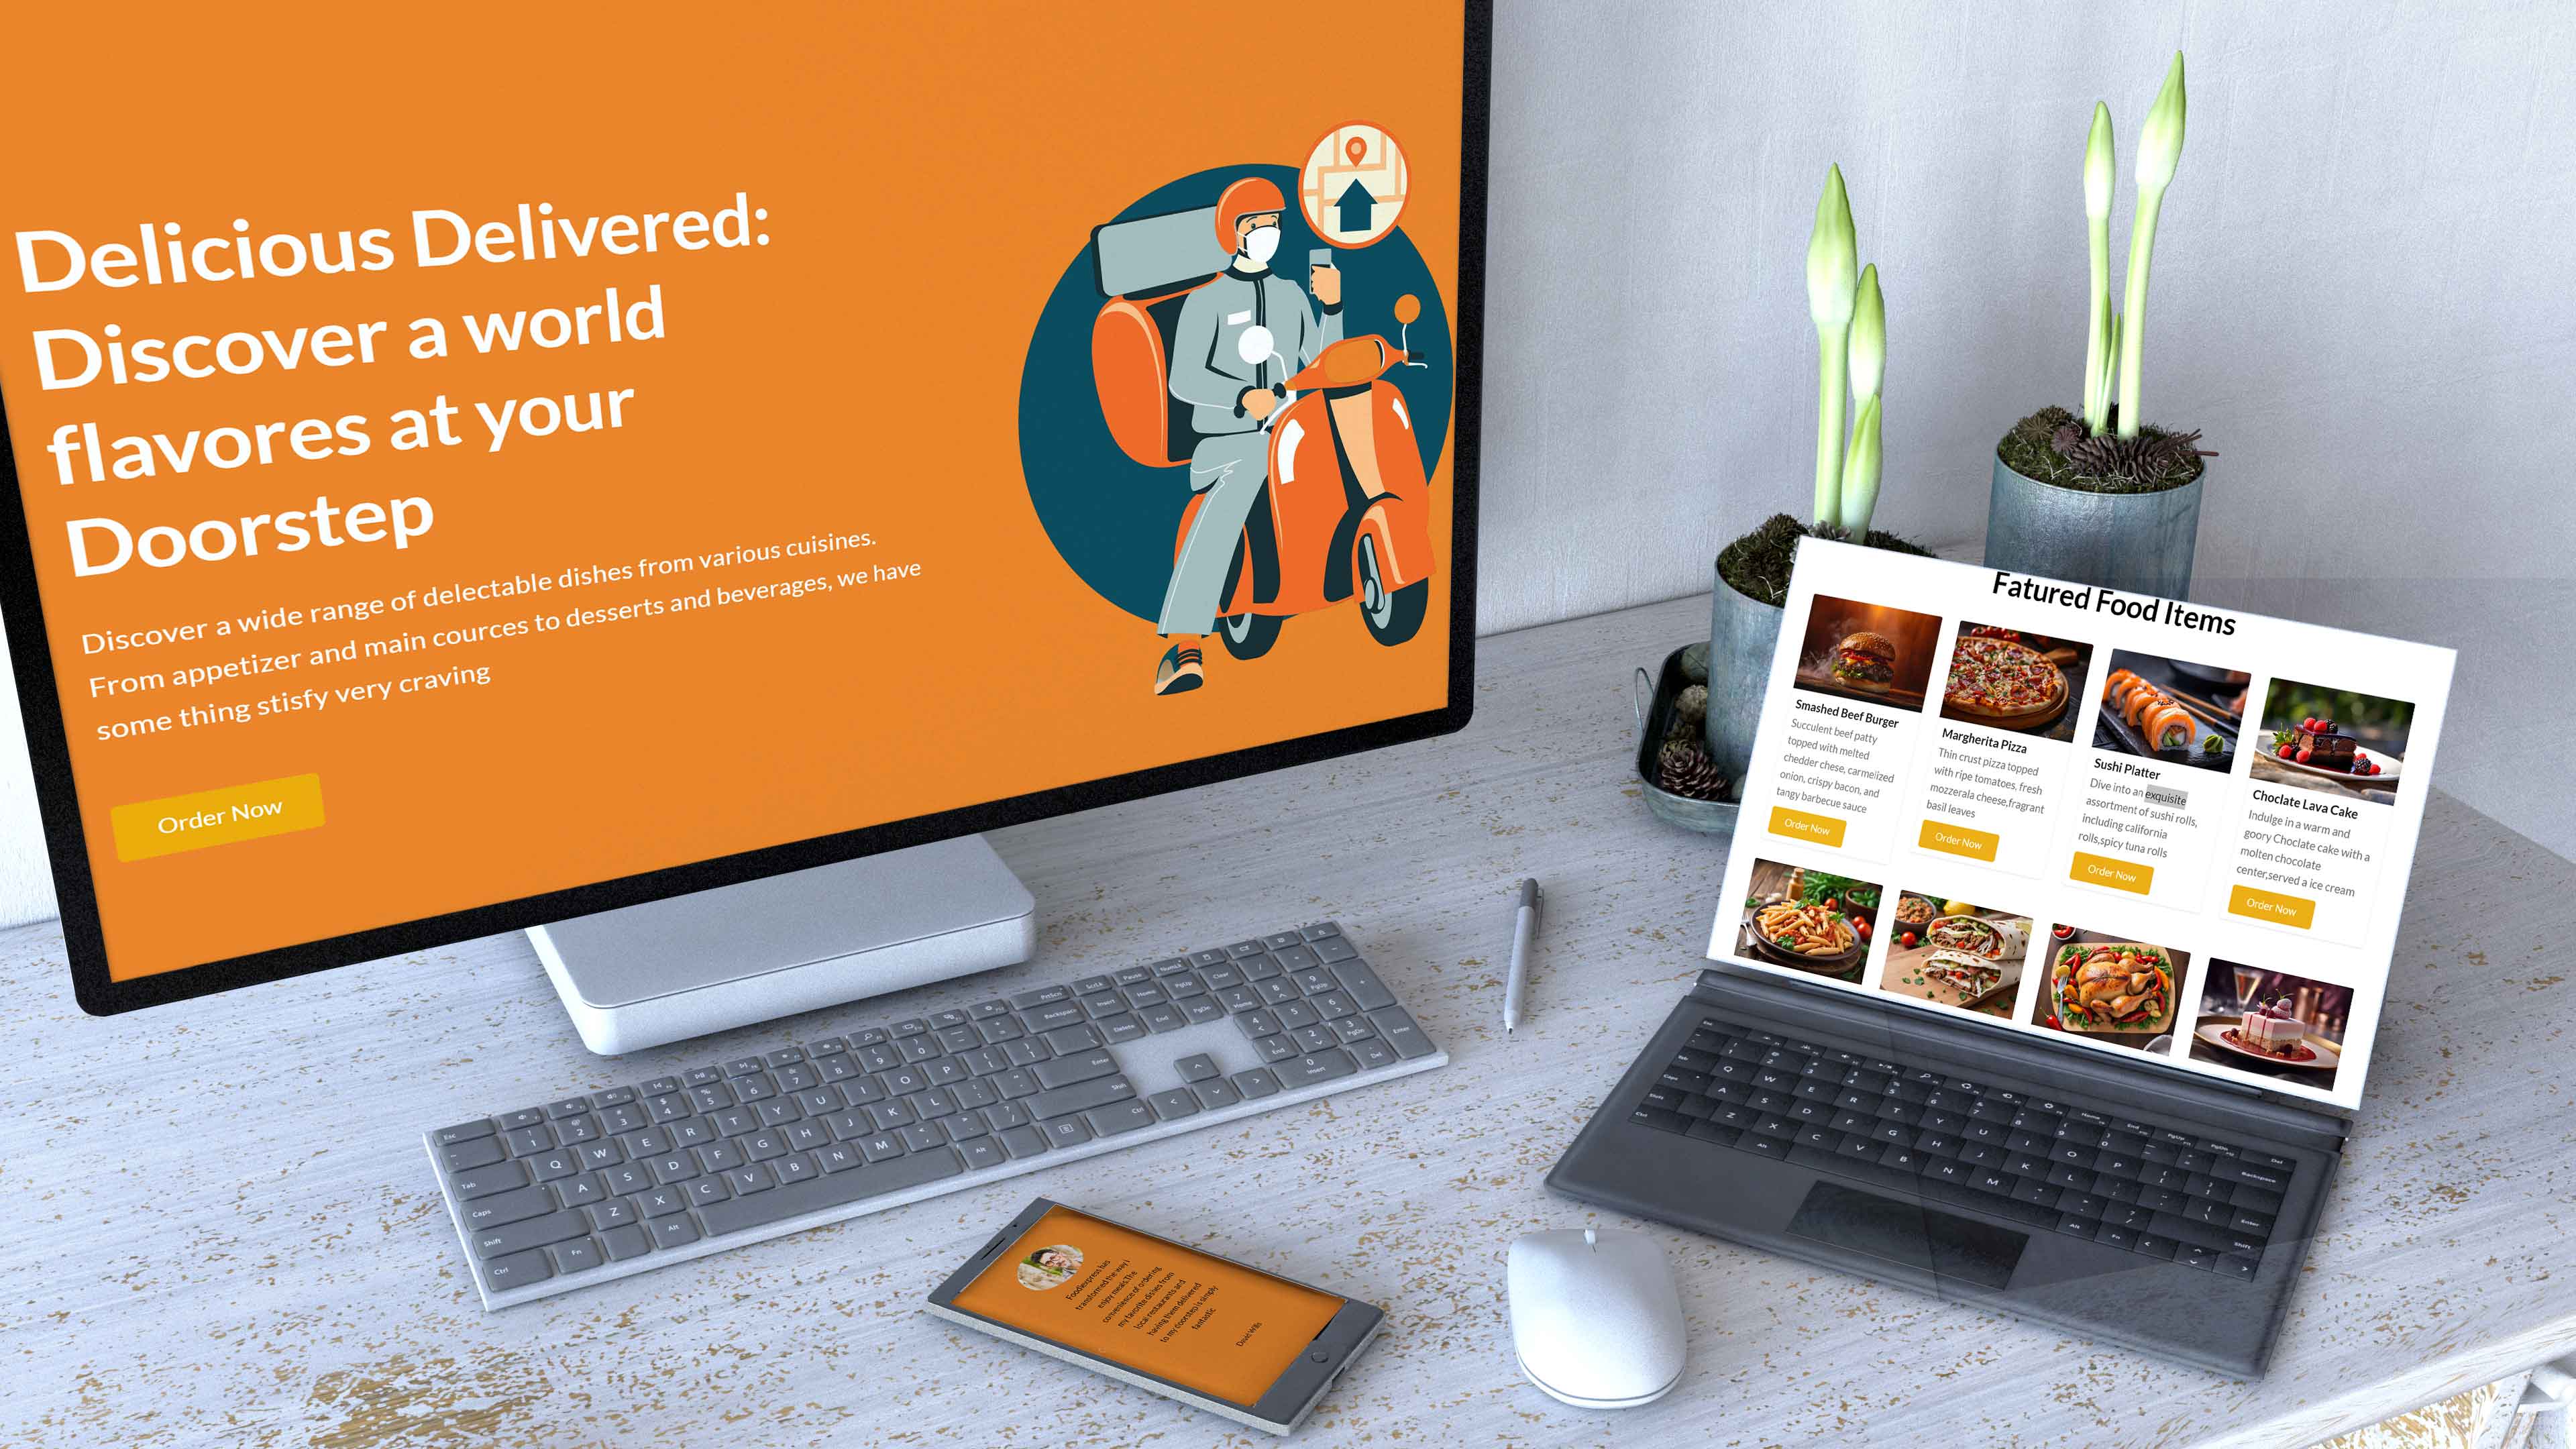 Delicious Delivered:
Discover a world
flavores at your
Doorstep
Discover a wide range of delectable dishes from various cuisines.
From appetizer and main cources to desserts and beverages, we have
some thing stisfy very craving
Order Now
Fatured Food Items
Smashed Beef Burger
Succulent beef patty
topped with melted
chedder chese, carmelized
onion, crispy bacon, and
tangy barbecue sauce
Order Now
Margherita Pizza
Thin crust pizza topped
with ripe tomatoes, fresh
mozzerala cheese,fragrant
basil leaves
Order Now
Sushi Platter
Dive into an exquisite
assortment of sushi rolls,
including california
rolls,spicy tuna rolls
Order Now
Choclate Lava Cake
Indulge in a warm and
goory Choclate cake with a
molten chocolate
center,served a ice cream
Order Now
Foodiexpress has
transformed the way i
enjoy meals.The
convenience of ordering
my favorite dishes from
local restaurants and
having them delivered
to my doorstep is simply
fantastic